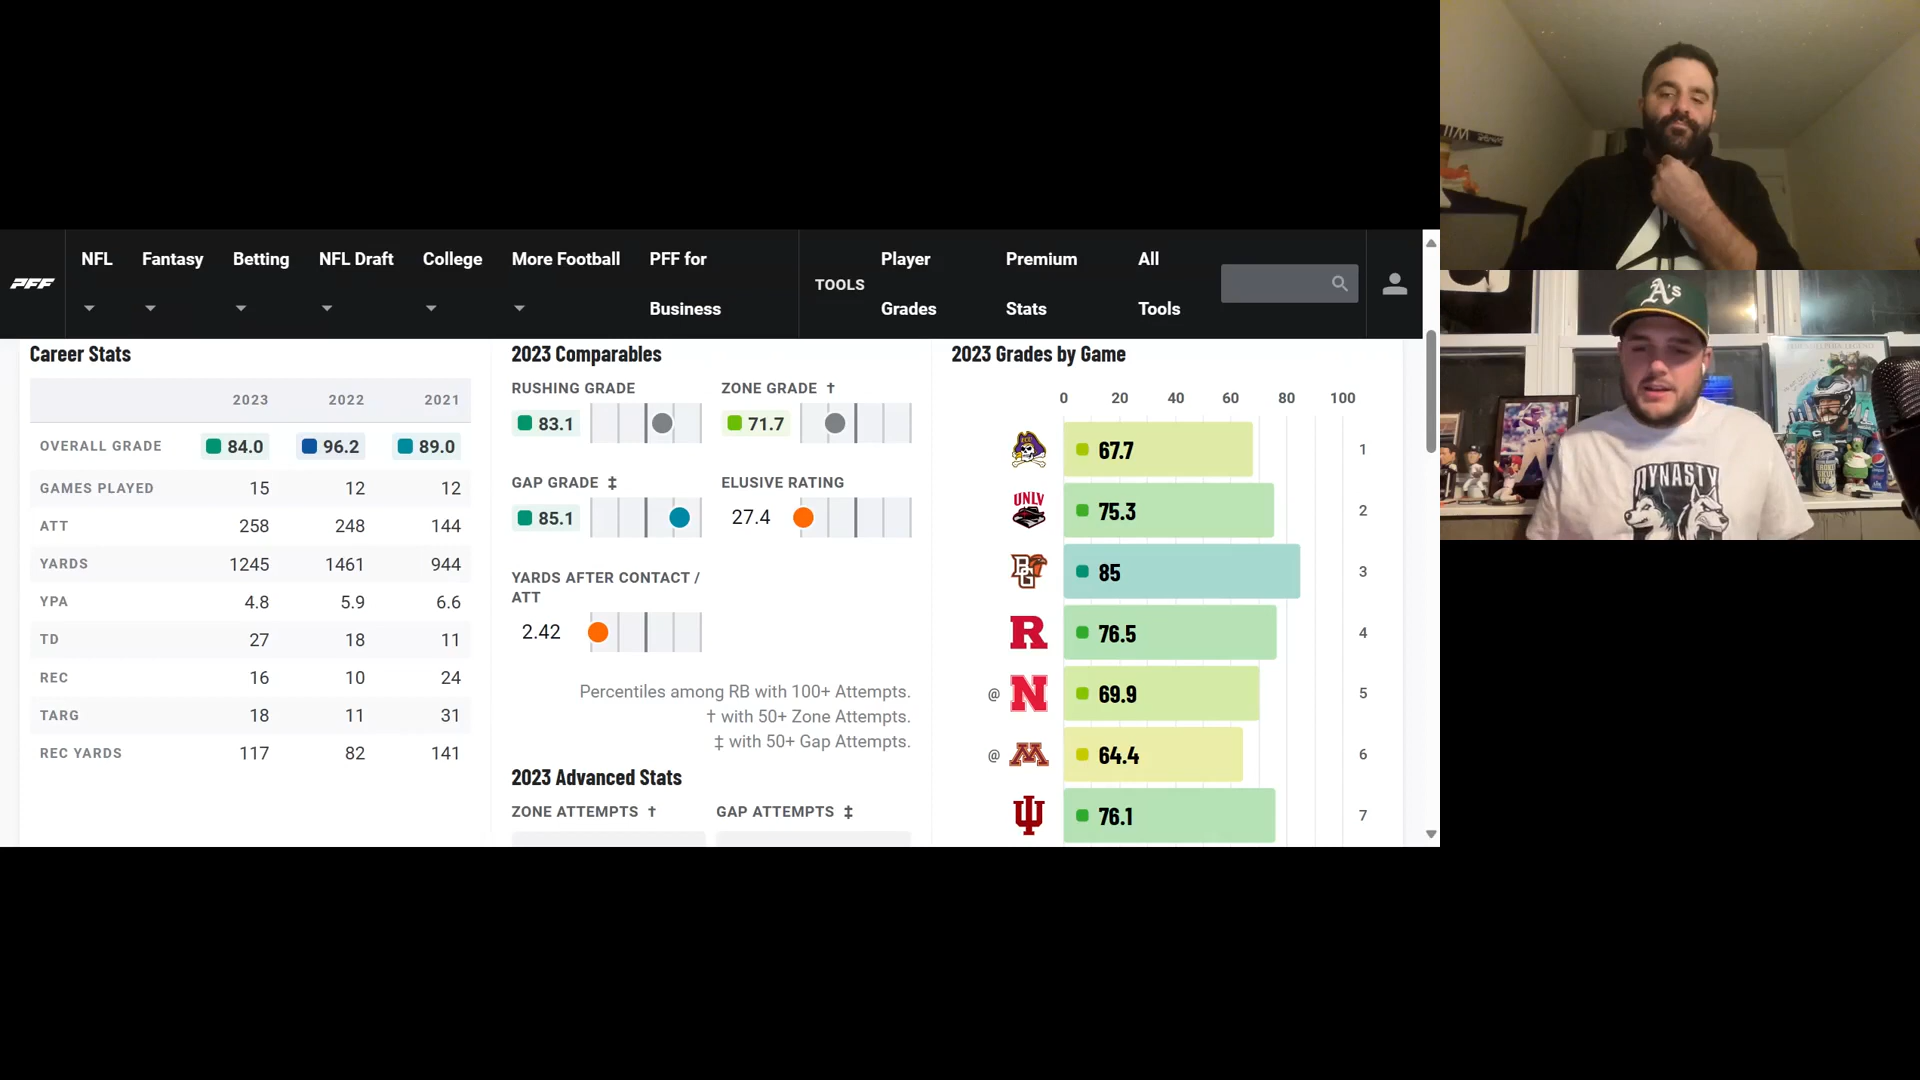 PFF
NFL
Fantasy
Betting
NFL Draft
College
More Football
PFF for
Business
TOOLS
Player
Grades
Premium
Stats
All
Tools
Career Stats
2023 2022 2021
OVERALL GRADE 84.0 96.2 89.0
GAMES PLAYED 15 12 12
ATT 258 248 144
YARDS 1245 1461 944
YPA 4.8 5.9 6.6
TD 27 18 11
REC 16 10 24
TARG 18 11 31
REC YARDS 117 82 141
2023 Comparables
RUSHING GRADE
83.1
ZONE GRADE †
71.7
GAP GRADE ‡
85.1
ELUSIVE RATING
27.4
YARDS AFTER CONTACT /
ATT
2.42
Percentiles among RB with 100+ Attempts.
† with 50+ Zone Attempts.
‡ with 50+ Gap Attempts.
2023 Advanced Stats
ZONE ATTEMPTS †
GAP ATTEMPTS ‡
2023 Grades by Game
0 20 40 60 80 100
67.7 1
UNLV 75.3 2
BG 85 3
R 76.5 4
@ N 69.9 5
@ M 64.4 6
76.1 7
A's
DYNASTY